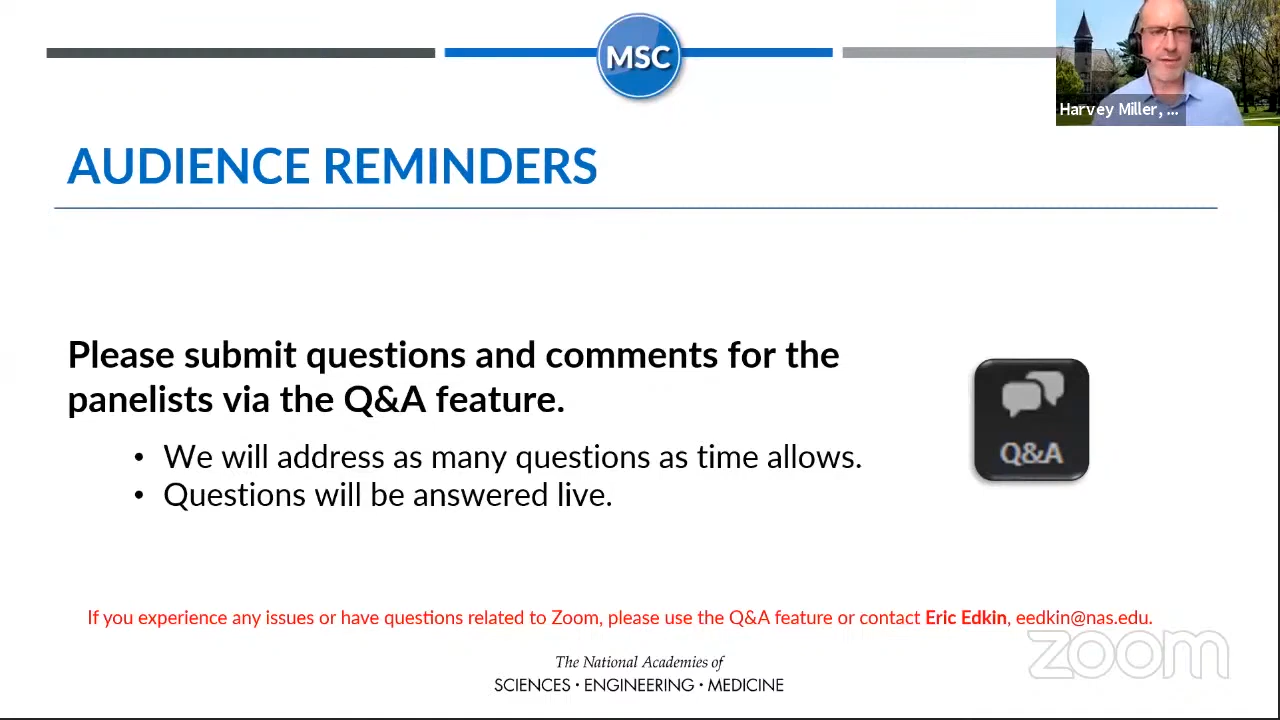 MSC
Harvey Miller, ...
AUDIENCE REMINDERS
Please submit questions and comments for the
panelists via the Q&A feature.
• We will address as many questions as time allows.
• Questions will be answered live.
Q&A
If you experience any issues or have questions related to Zoom, please use the Q&A feature or contact Eric Edkin, eedkin@nas.edu.
zoom
The National Academies of
SCIENCES · ENGINEERING · MEDICINE